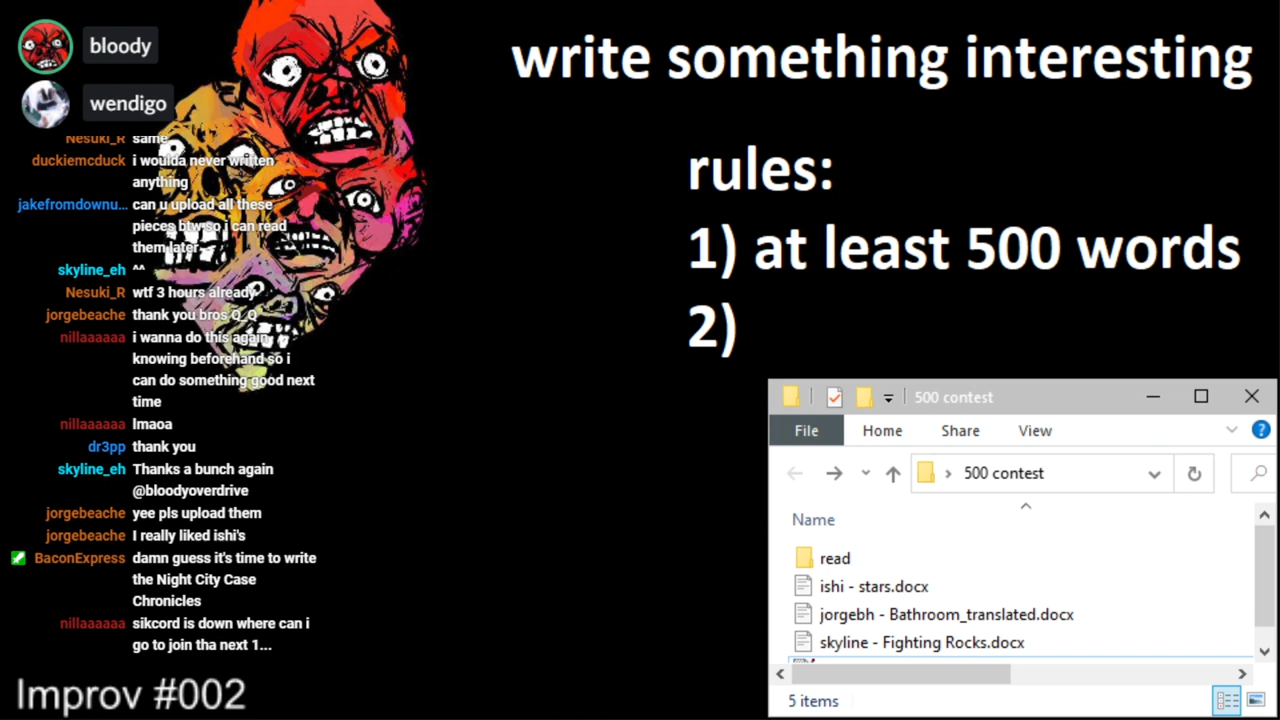 bloody
wendigo
Nesuki_R same
duckiemcduck i woulda never written
anything
jakefromdownu... can u upload all these
pieces btw so i can read
them later
skyline_eh ^^
Nesuki_R wtf 3 hours already
jorgebeache thank you bros Q_Q
nillaaaaaa i wanna do this again
knowing beforehand so i
can do something good next
time
nillaaaaaa lmaoa
dr3pp thank you
skyline_eh Thanks a bunch again
@bloodyoverdrive
jorgebeache yee pls upload them
jorgebeache I really liked ishi's
BaconExpress damn guess it's time to write
the Night City Case
Chronicles
nillaaaaaa sikcord is down where can i
go to join tha next 1...
Improv #002
write something interesting
rules:
1) at least 500 words
2)
500 contest
File Home Share View
500 contest
Name
read
ishi - stars.docx
jorgebh - Bathroom_translated.docx
skyline - Fighting Rocks.docx
5 items